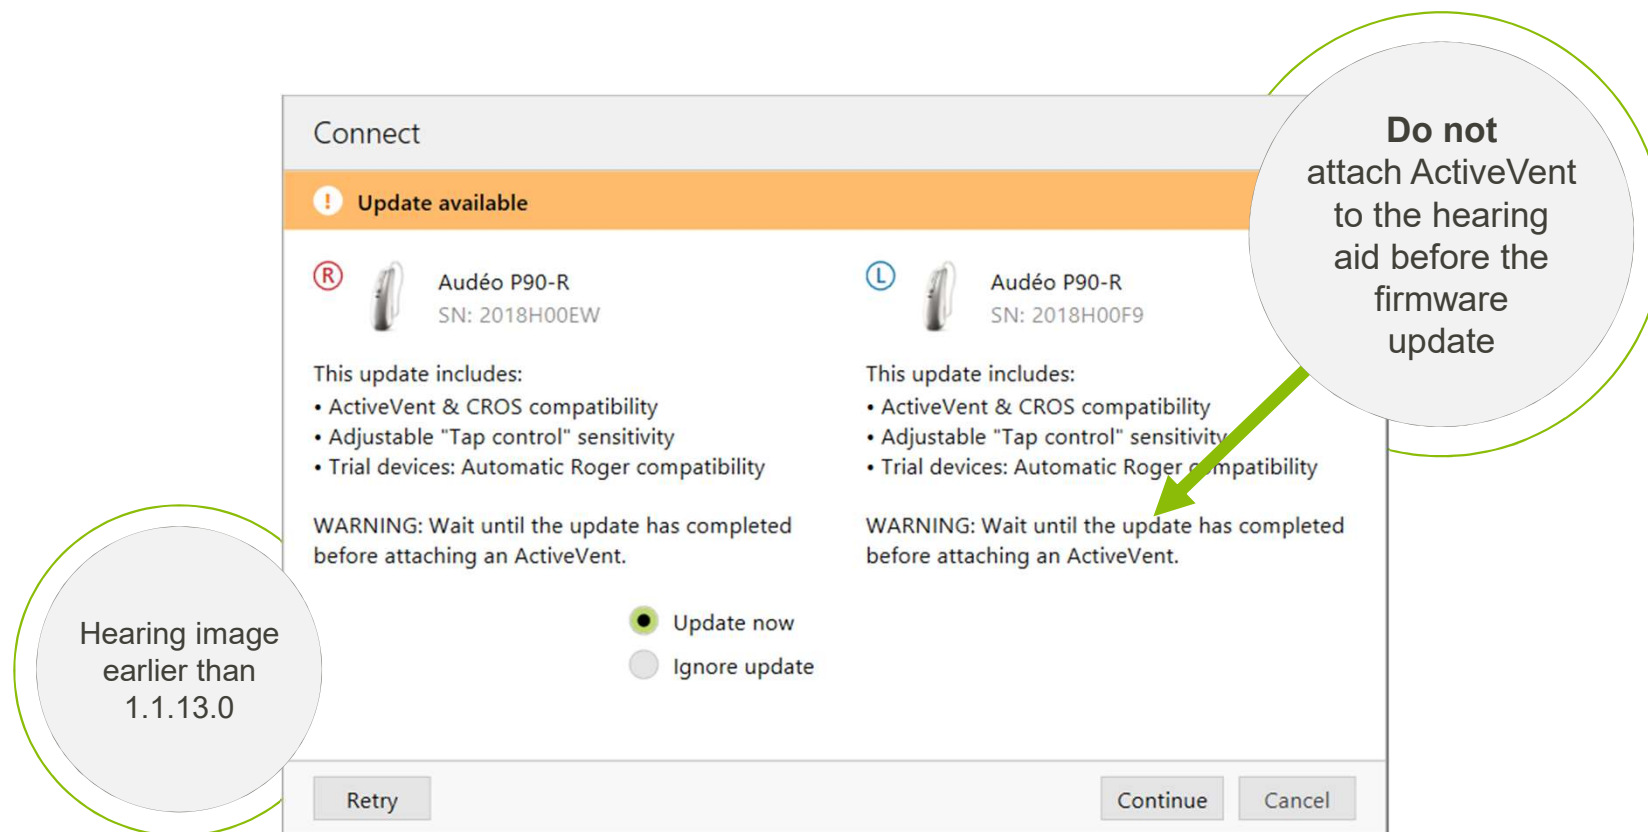 Connect
! Update available
R
Audéo P90-R
SN: 2018H00EW
This update includes:
• ActiveVent & CROS compatibility
• Adjustable "Tap control" sensitivity
• Trial devices: Automatic Roger compatibility
WARNING: Wait until the update has completed
before attaching an ActiveVent.
L
Audéo P90-R
SN: 2018H00F9
This update includes:
• ActiveVent & CROS compatibility
• Adjustable "Tap control" sensitivity
• Trial devices: Automatic Roger compatibility
WARNING: Wait until the update has completed
before attaching an ActiveVent.
Do not
attach ActiveVent
to the hearing
aid before the
firmware
update
Hearing image
earlier than
1.1.13.0
Update now
Ignore update
Retry
Continue
Cancel